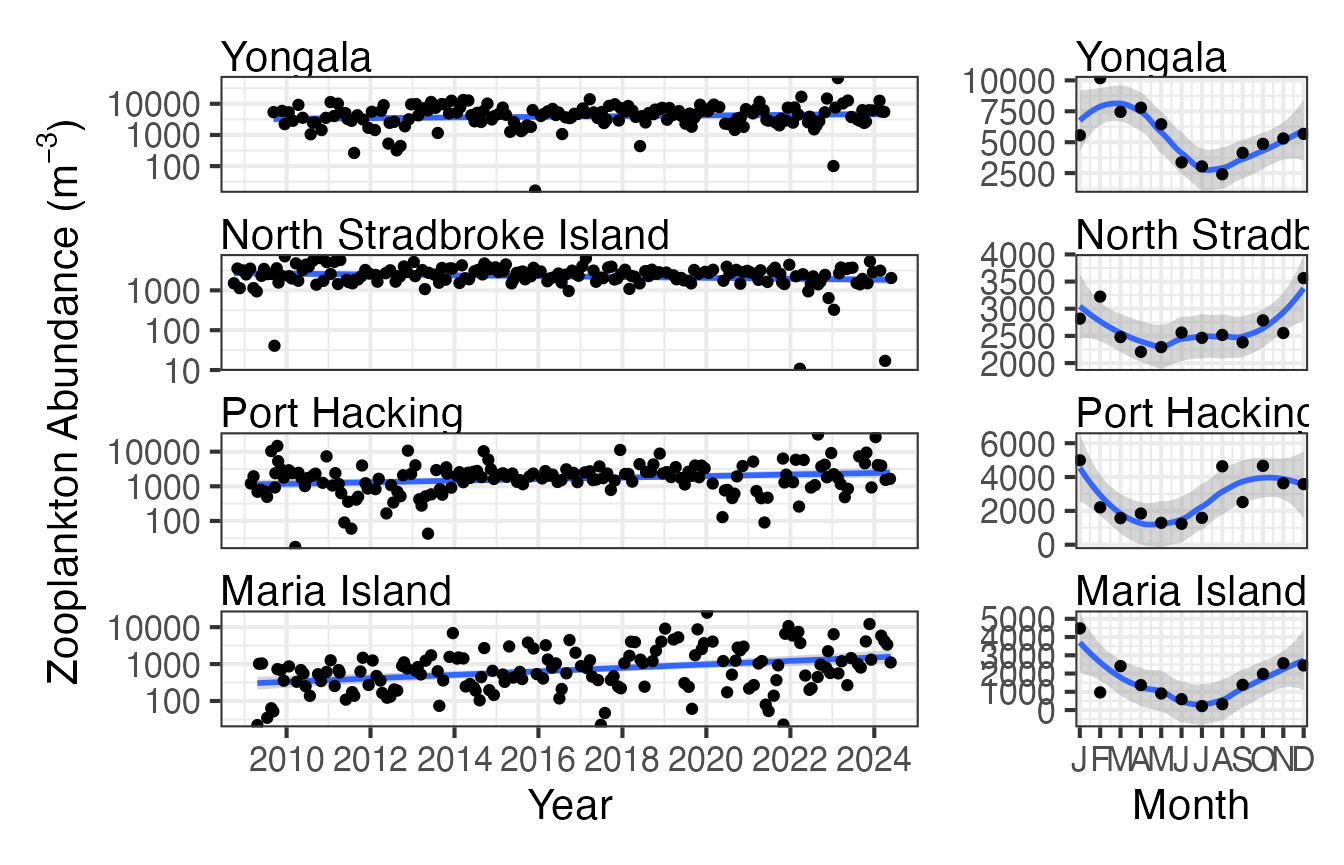 Yongala
Yongala
10000
1000
100
10000
7500
5000
2500
North Stradbroke Island
North Stradb
1000
100
10
4000
3500
3000
2500
2000
Port Hacking
Port Hacking
10000
1000
100
6000
4000
2000
0
Maria Island
Maria Island
10000
1000
100
5000
4000
3000
2000
1000
0
2010 2012 2014 2016 2018 2020 2022 2024
J F M A M J J A S O N D
Year
Month
Zooplankton Abundance (m⁻³)